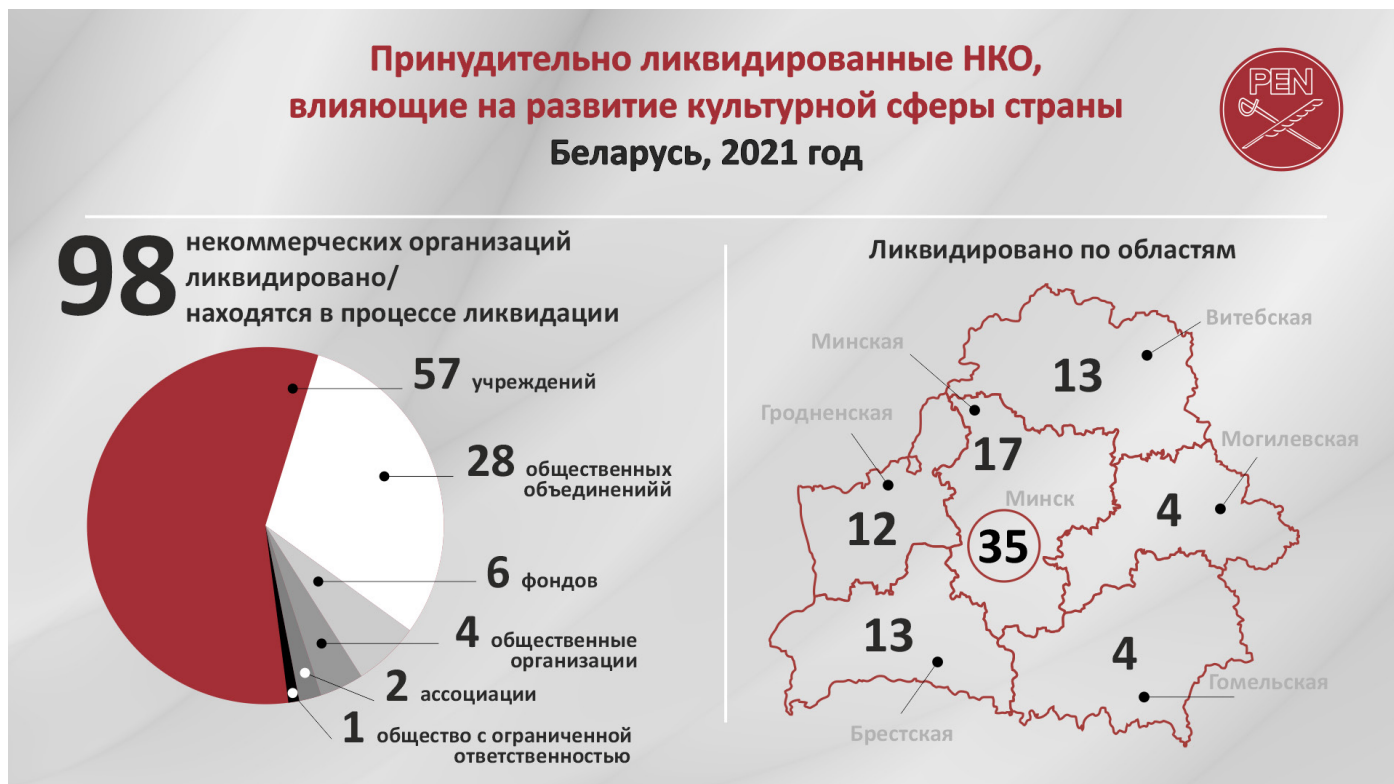 Принудительно ликвидированные НКО,
влияющие на развитие культурной сферы страны
Беларусь, 2021 год
PEN
98
некоммерческих организаций
ликвидировано/
находятся в процессе ликвидации
57 учреждений
28 общественных
объединенийй
6 фондов
4 общественные
организации
2 ассоциации
1 общество с ограниченной
ответственностью
Ликвидировано по областям
Витебская
13
Минская
17
Гродненская
12
Могилевская
4
Минск
35
13
Брестская
4
Гомельская